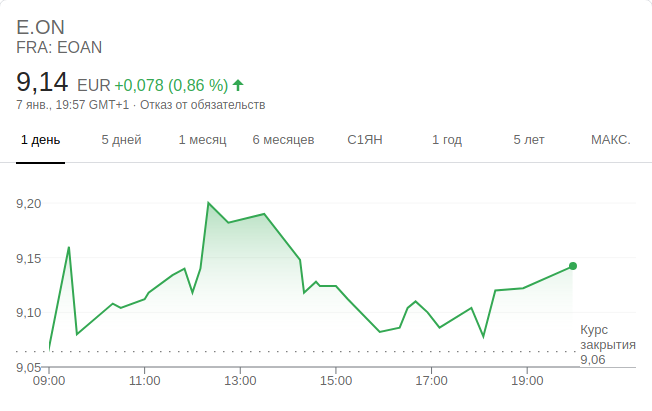 E.ON
FRA: EOAN
9,14 EUR +0,078 (0,86 %)
7 янв., 19:57 GMT+1 · Отказ от обязательств
1 день 5 дней 1 месяц 6 месяцев С1ЯН 1 год 5 лет МАКС.
9,20
9,15
9,10
Курс
закрытия
9,06
9,05
09:00 11:00 13:00 15:00 17:00 19:00